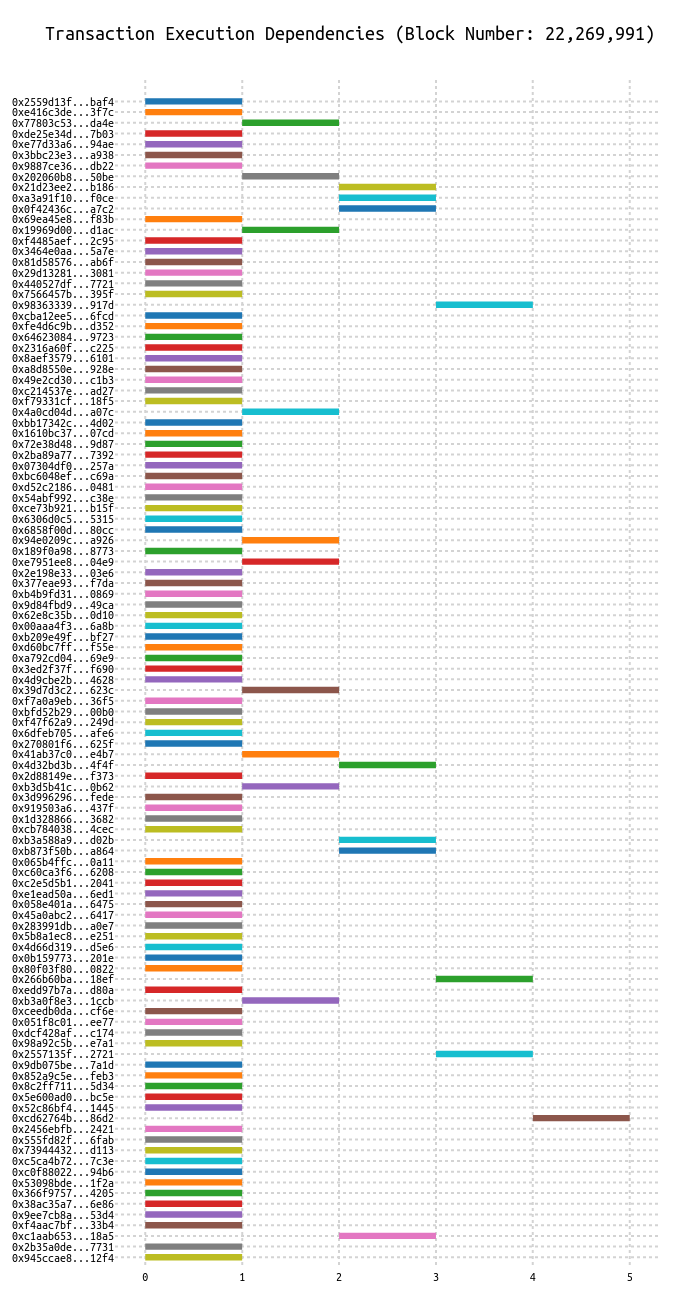 Transaction Execution Dependencies (Block Number: 22,269,991)
0x2559d13f...baf4
0xe416c3de...3f7c
0x77803c53...da4e
0xde25e34d...7b03
0xe77d33a6...94ae
0x3bbc23e3...a938
0x9887ce36...db22
0x202060b8...50be
0x21d23ee2...b186
0xa3a91f10...f0ce
0x0f42436c...a7c2
0x69ea45e8...f83b
0x19969d00...d1ac
0xf4485aef...2c95
0x3464e0aa...5a7e
0x81d58576...ab6f
0x29d13281...3081
0x440527df...7721
0x7566457b...395f
0x98363339...917d
0xcba12ee5...6fcd
0xfe4d6c9b...d352
0x64623084...9723
0x2316a60f...c225
0x8aef3579...6101
0xa8d8550e...928e
0x49e2cd30...c1b3
0xc214537e...ad27
0xf79331cf...18f5
0x4a0cd04d...a07c
0xbb17342c...4d02
0x1610bc37...07cd
0x72e38d48...9d87
0x2ba89a77...7392
0x07304df0...257a
0xbc6048ef...c69a
0xd52c2186...0481
0x54abf992...c38e
0xce73b921...b15f
0x6306d0c5...5315
0x6858f00d...80cc
0x94e0209c...a926
0x189f0a98...8773
0xe7951ee8...04e9
0x2e198e33...03e6
0x377eae93...f7da
0xb4b9fd31...0869
0x9d84fbd9...49ca
0x62e8c35b...0d10
0x00aaa4f3...6a8b
0xb209e49f...bf27
0xd60bc7ff...f55e
0xa792cd04...69e9
0x3ed2f37f...f690
0x4d9cbe2b...4628
0x39d7d3c2...623c
0xf7a0a9eb...36f5
0xbfd52b29...00b0
0xf47f62a9...249d
0x6dfeb705...afe6
0x270801f6...625f
0x41ab37c0...e4b7
0x4d32bd3b...4f4f
0x2d88149e...f373
0xb3d5b41c...0b62
0x3d996296...fede
0x919503a6...437f
0x1d328866...3682
0xcb784038...4cec
0xb3a588a9...d02b
0xb873f50b...a864
0x065b4ffc...0a11
0xc60ca3f6...6208
0xc2e5d5b1...2041
0xe1ead50a...6ed1
0x058e401a...6475
0x45a0abc2...6417
0x283991db...a0e7
0x5b8a1ec8...e251
0x4d66d319...d5e6
0x0b159773...201e
0x80f03f80...0822
0x266b60ba...18ef
0xedd97b7a...d80a
0xb3a0f8e3...1ccb
0xceedb0da...cf6e
0x051f8c01...ee77
0xdcf428af...c174
0x98a92c5b...e7a1
0x2557135f...2721
0x9db075be...7a1d
0x852a9c5e...feb3
0x8c2ff711...5d34
0x5e600ad0...bc5e
0x52c86bf4...1445
0xcd62764b...86d2
0x2456ebfb...2421
0x555fd82f...6fab
0x73944432...d113
0xc5ca4b72...7c3e
0xc0f88022...94b6
0x53098bde...1f2a
0x366f9757...4205
0x38ac35a7...6e86
0x9ee7cb8a...53d4
0xf4aac7bf...33b4
0xc1aab653...18a5
0x2b35a0de...7731
0x945ccae8...12f4
0 1 2 3 4 5